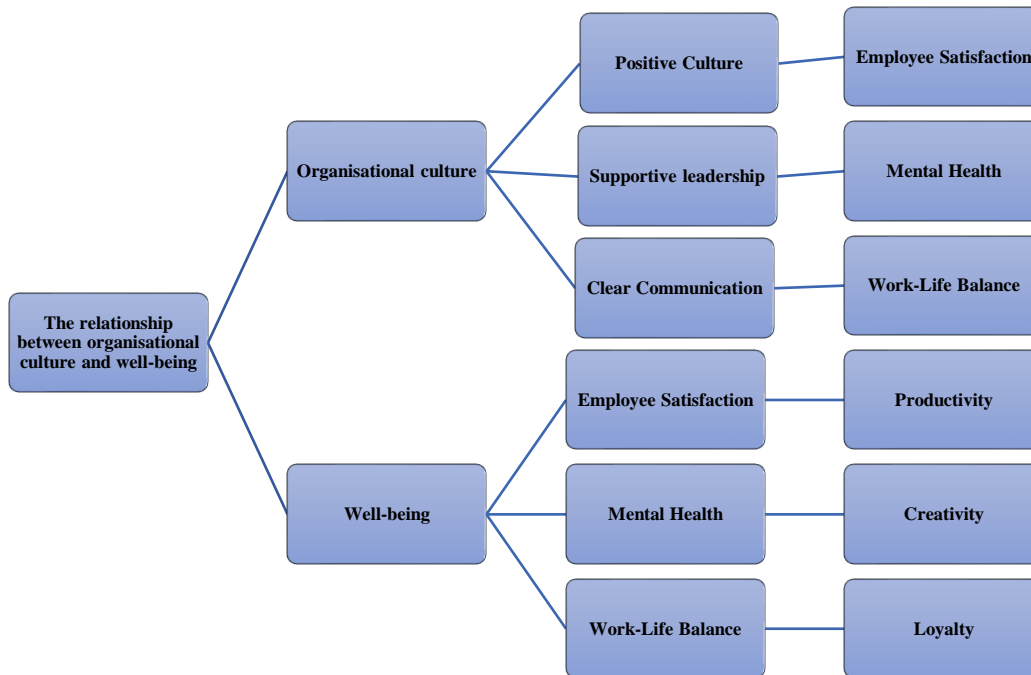 The relationship
between organisational
culture and well-being
Organisational culture
Positive Culture
Employee Satisfaction
Supportive leadership
Mental Health
Clear Communication
Work-Life Balance
Well-being
Employee Satisfaction
Productivity
Mental Health
Creativity
Work-Life Balance
Loyalty